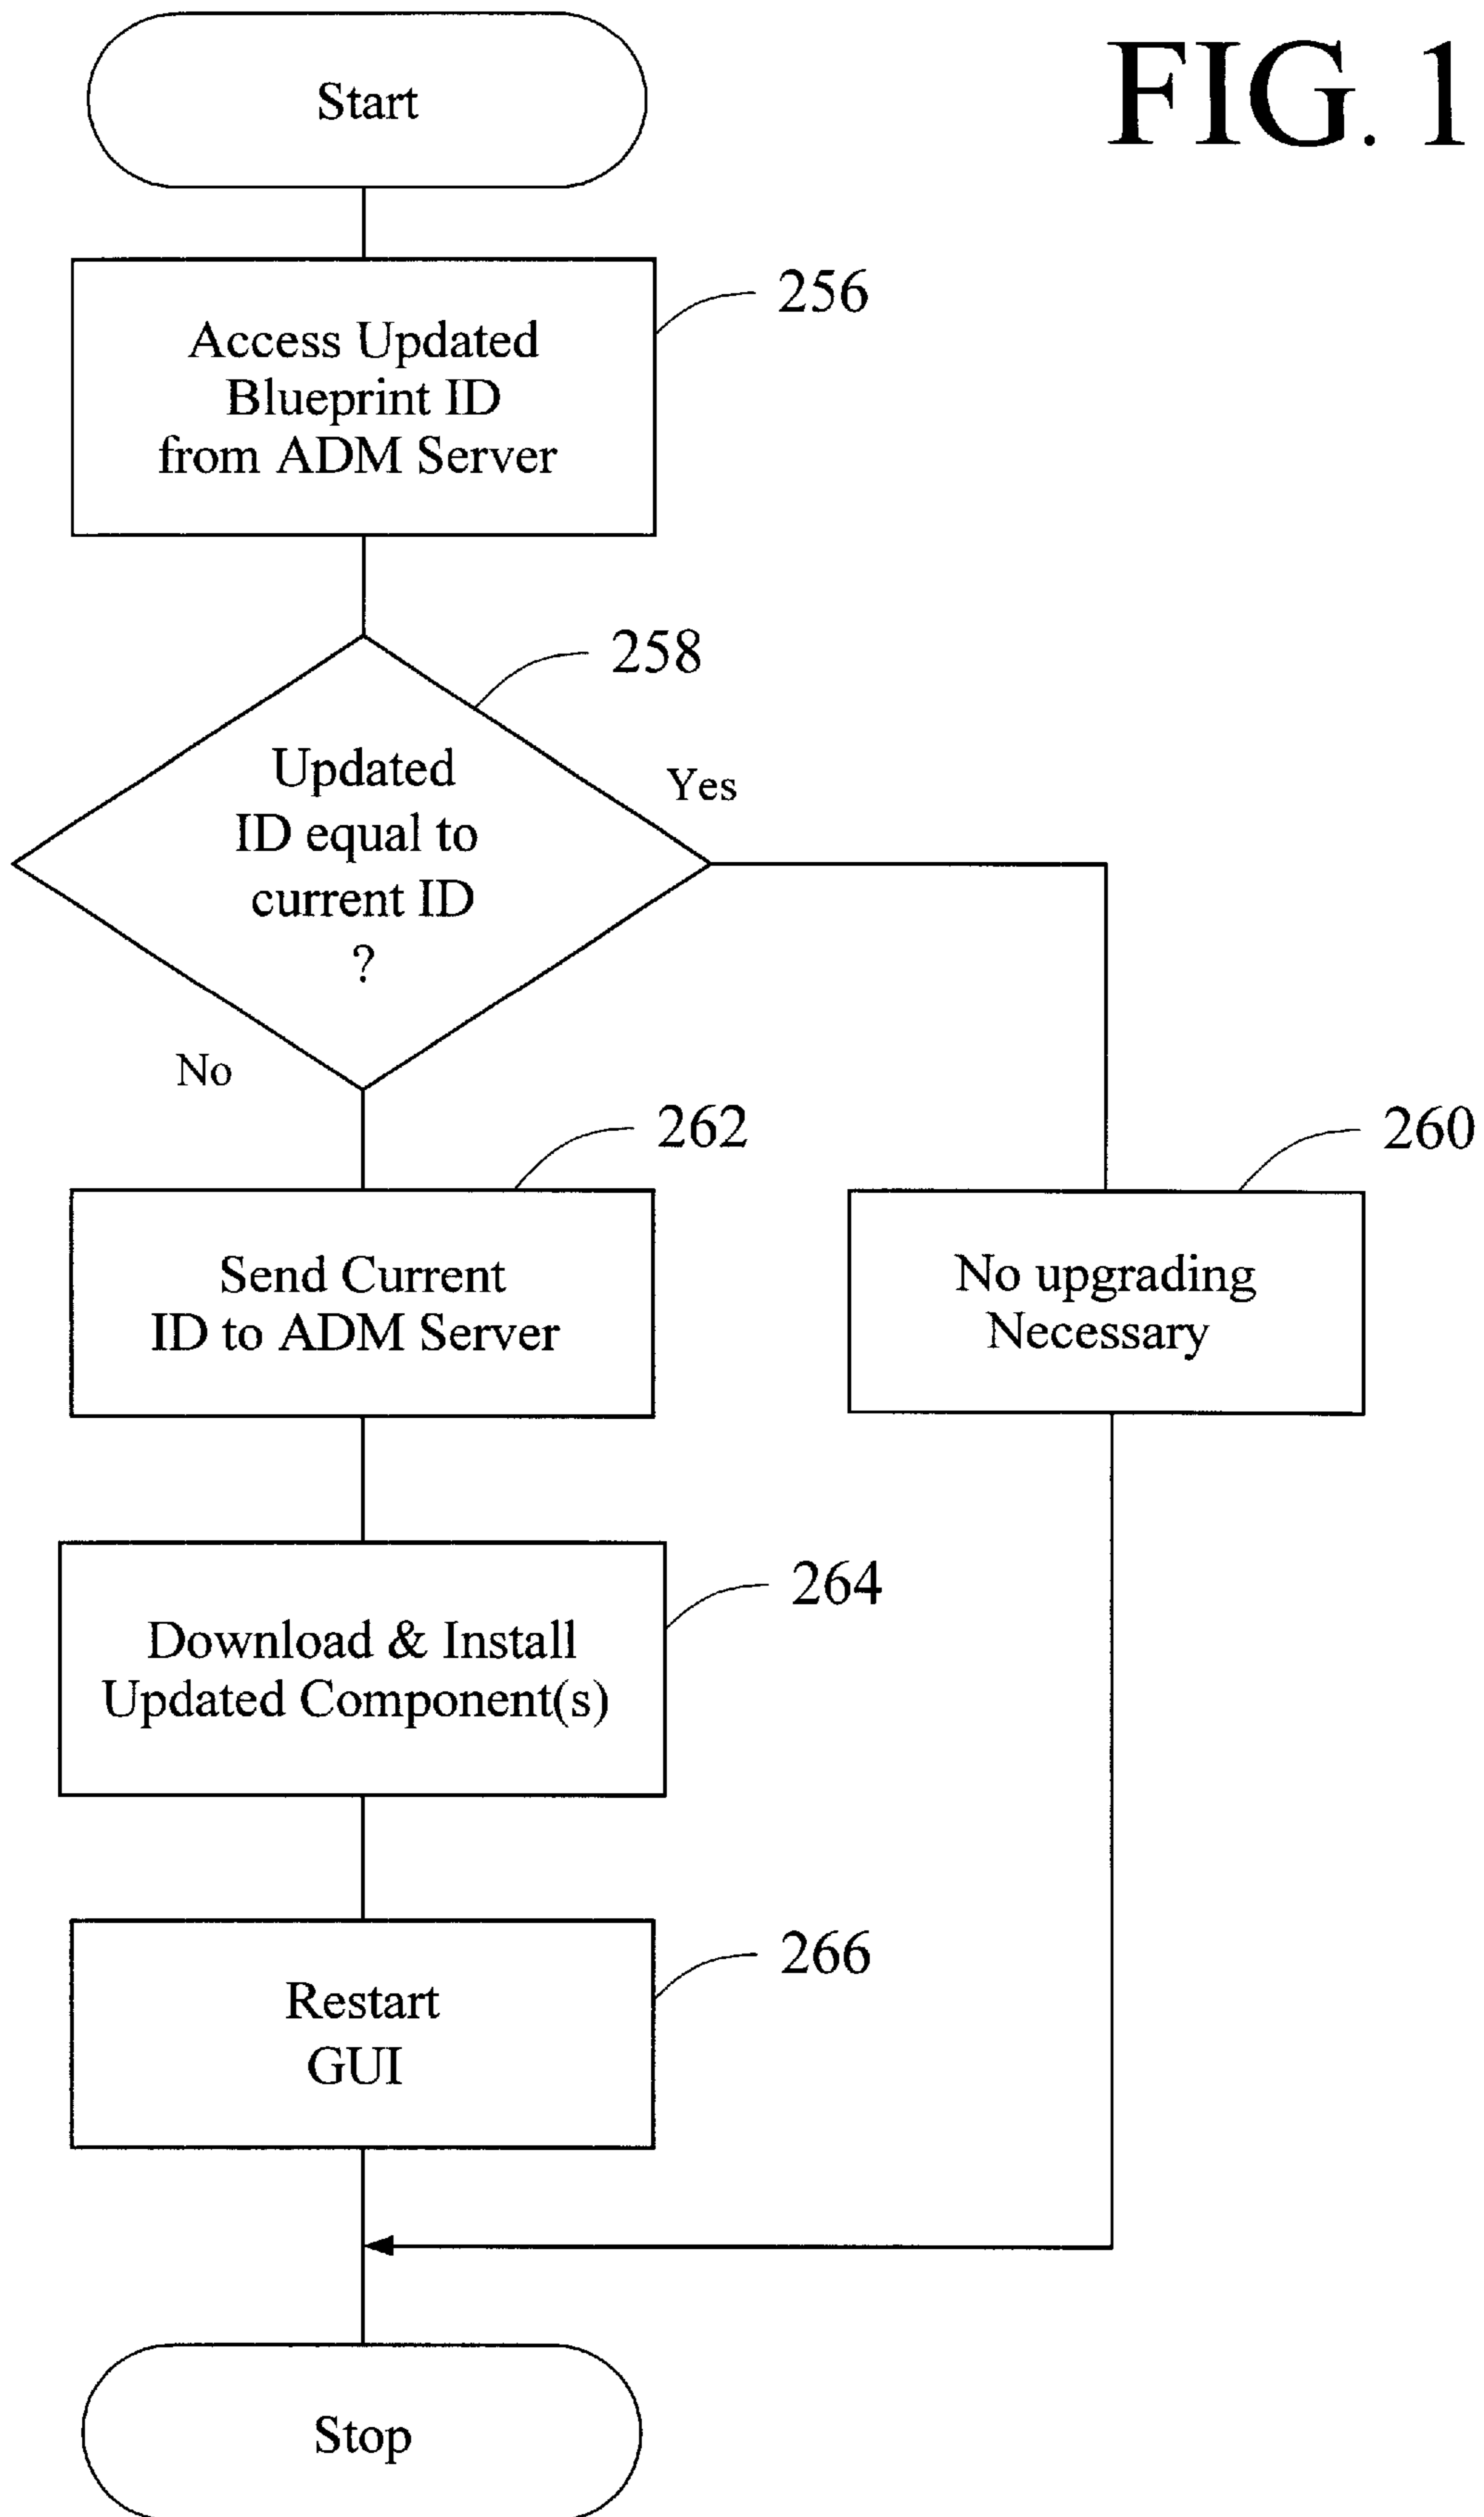 FIG. 1
Start
256
Access Updated
Blueprint ID
from ADM Server
258
Updated
ID equal to
current ID
?
Yes
No
262
Send Current
ID to ADM Server
260
No upgrading
Necessary
264
Download & Install
Updated Component(s)
266
Restart
GUI
Stop